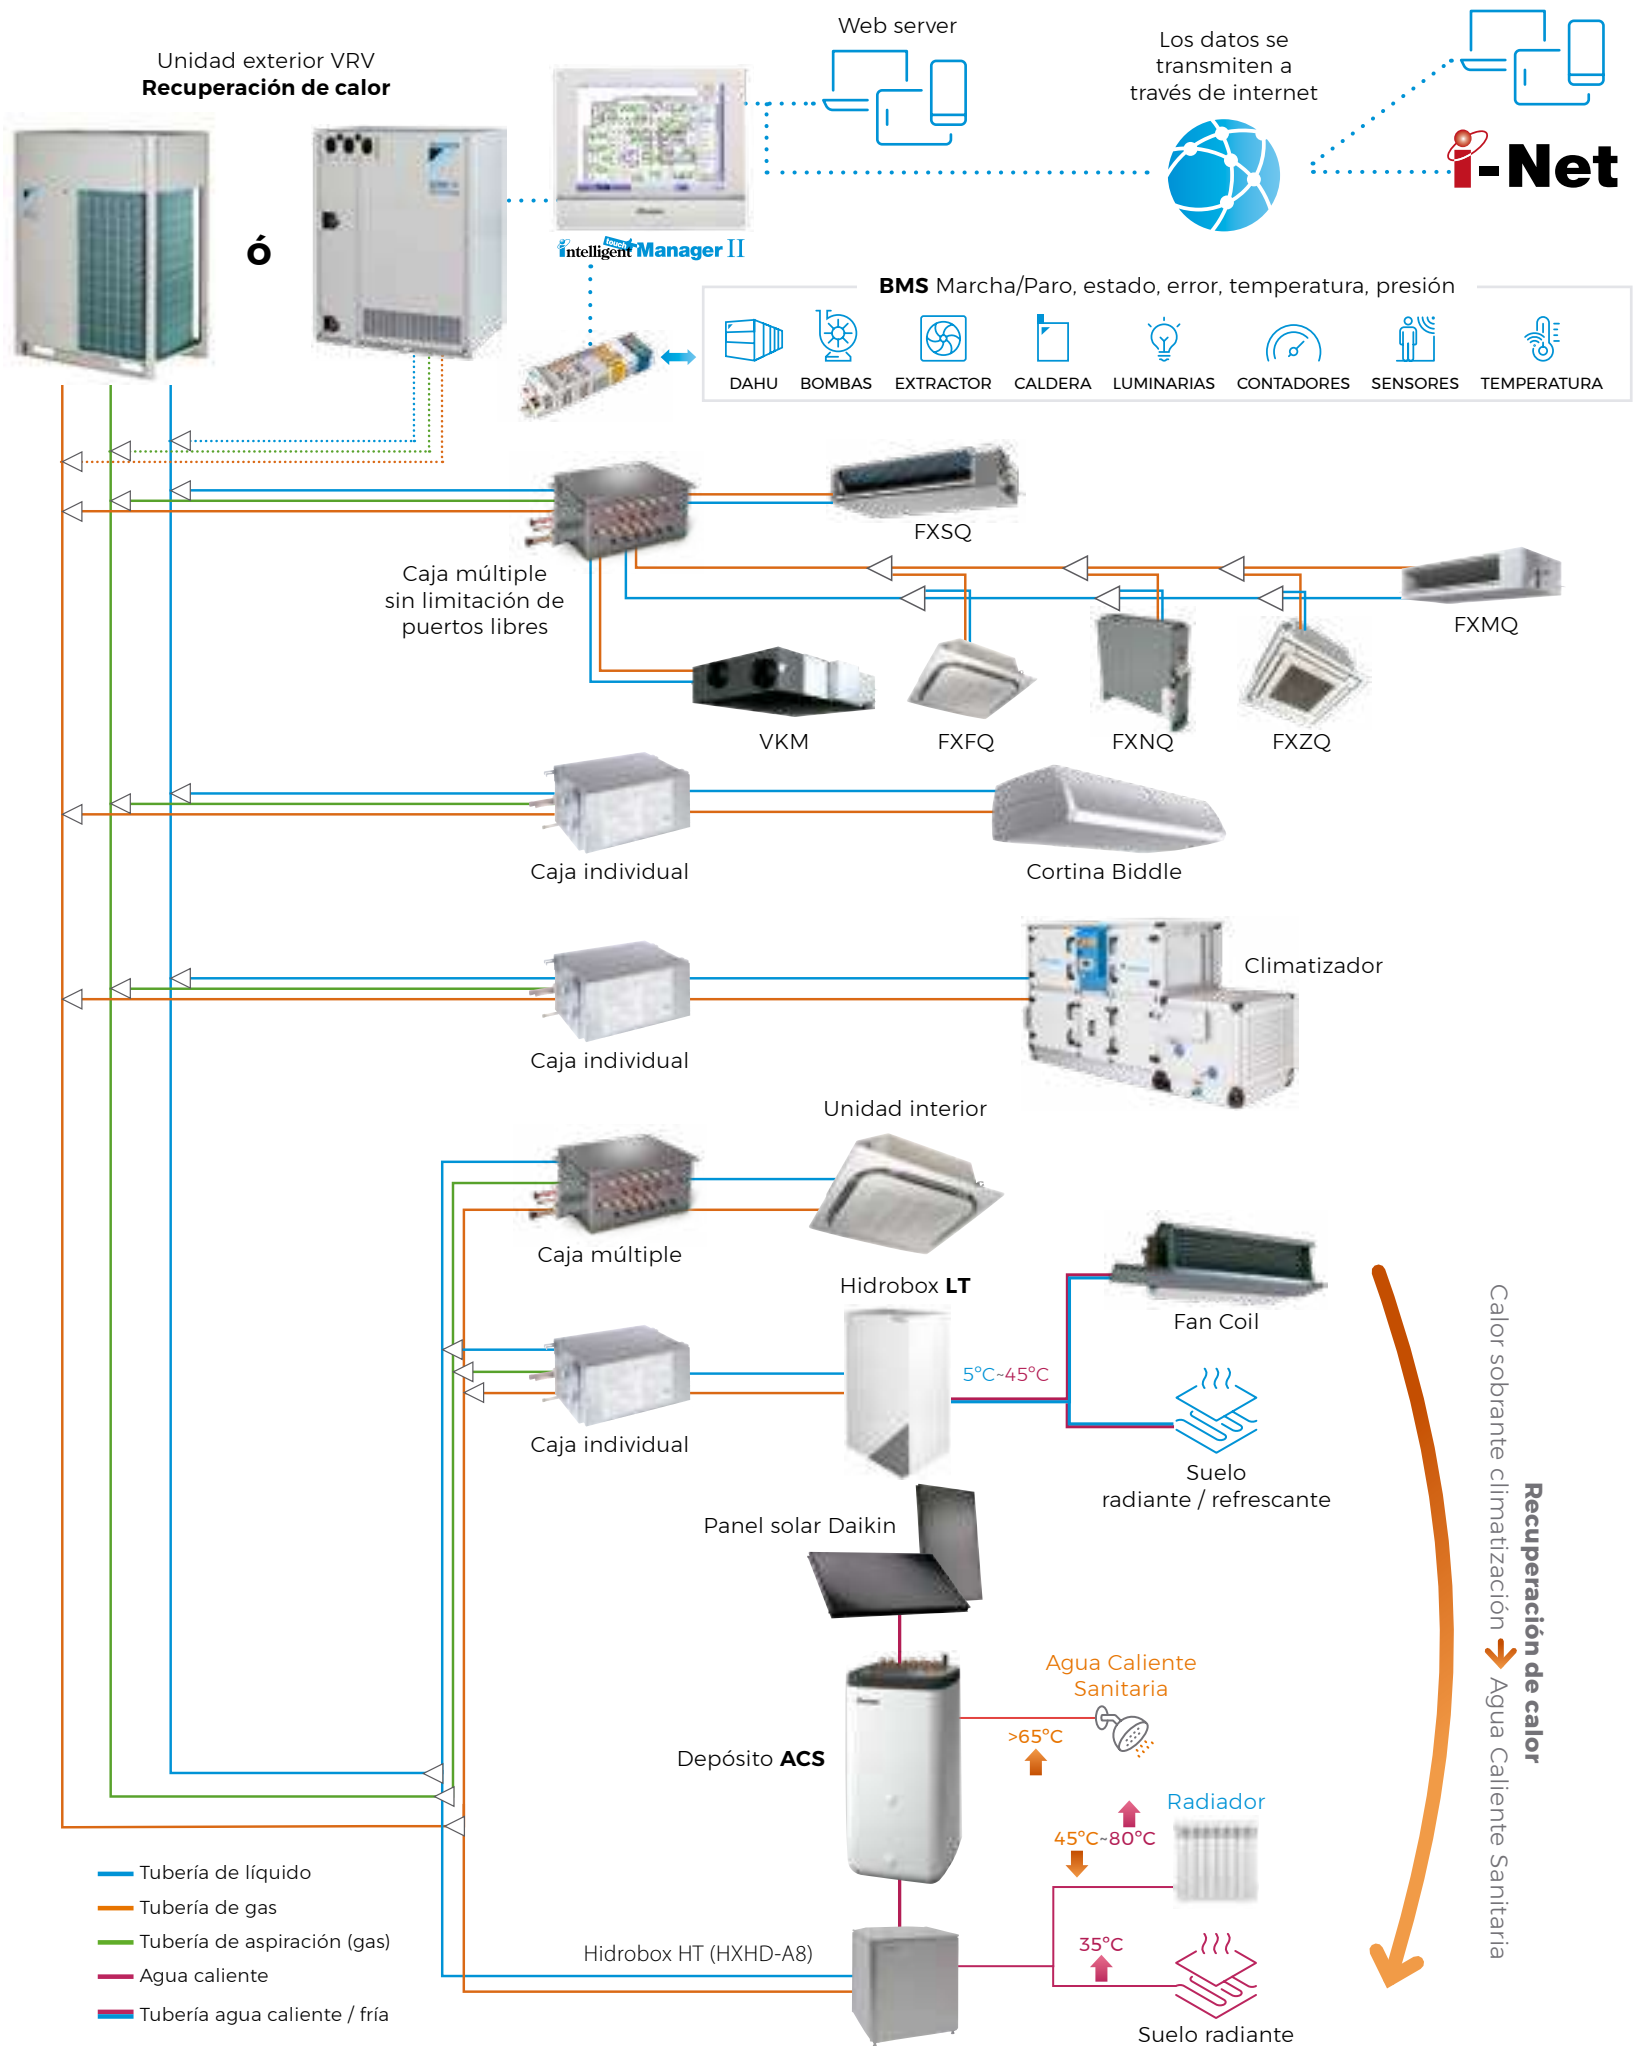 Web server
Los datos se
transmiten a
través de internet
Unidad exterior VRV
Recuperación de calor
ó
i-Net
intelligent touch Manager II
BMS Marcha/Paro, estado, error, temperatura, presión
DAHU
BOMBAS
EXTRACTOR
CALDERA
LUMINARIAS
CONTADORES
SENSORES
TEMPERATURA
FXSQ
Caja múltiple
sin limitación de
puertos libres
FXMQ
VKM
FXFQ
FXNQ
FXZQ
Caja individual
Cortina Biddle
Climatizador
Caja individual
Unidad interior
Caja múltiple
Hidrobox LT
Fan Coil
5°C~45°C
Caja individual
Suelo
radiante / refrescante
Panel solar Daikin
Agua Caliente
Sanitaria
>65°C
Depósito ACS
Radiador
45°C~80°C
Hidrobox HT (HXHD-A8)
35°C
Suelo radiante
Recuperación de calor
Calor sobrante climatización
Agua Caliente Sanitaria
Tubería de líquido
Tubería de gas
Tubería de aspiración (gas)
Agua caliente
Tubería agua caliente / fría